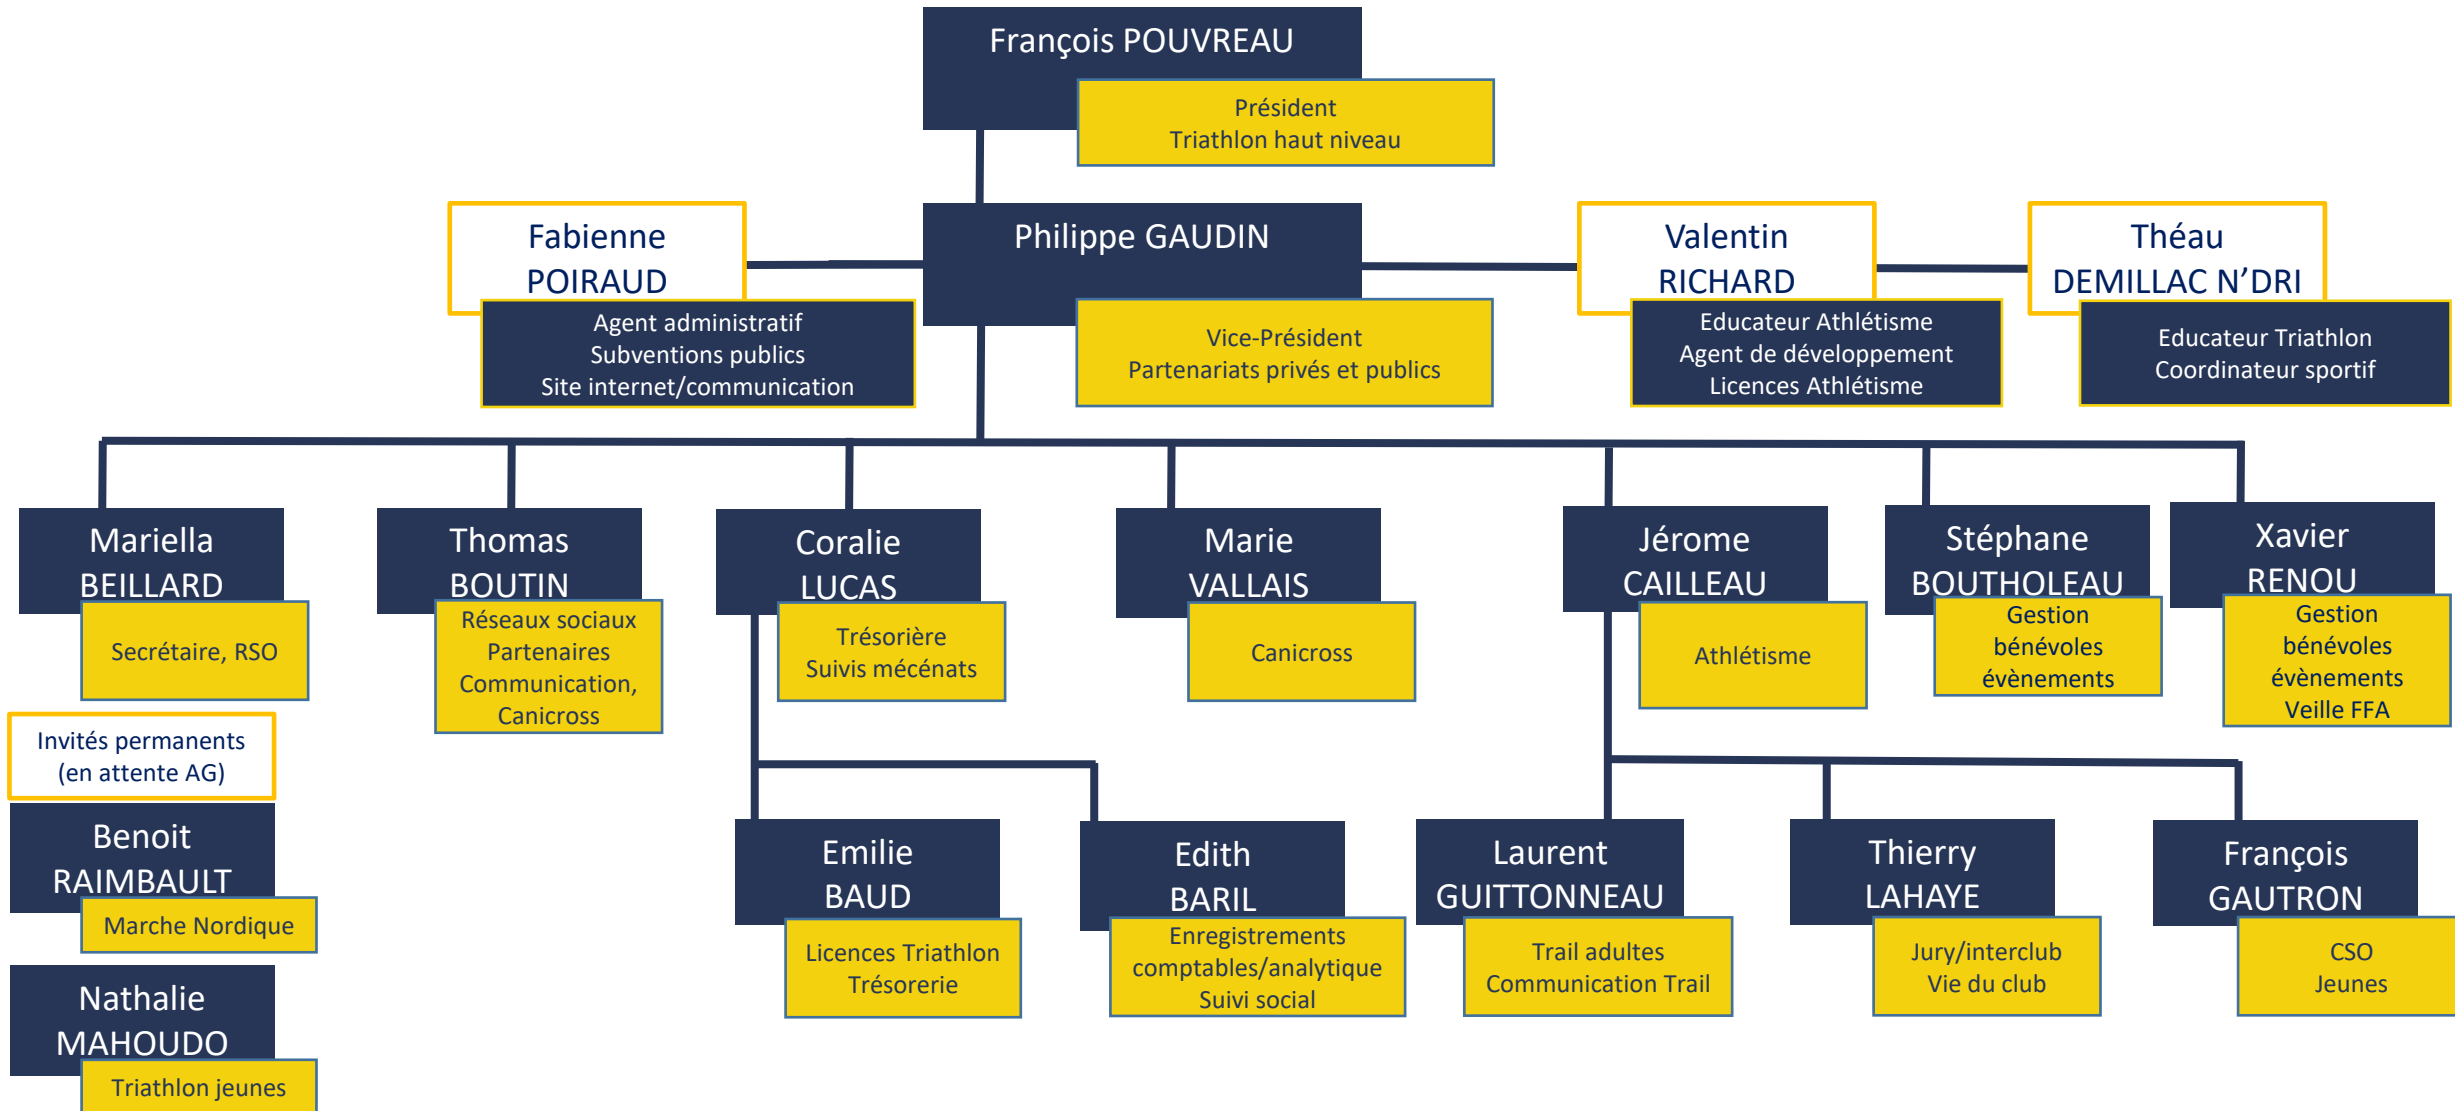 François POUVREAU
Président
Triathlon haut niveau
Fabienne
POIRAUD
Agent administratif
Subventions publics
Site internet/communication
Philippe GAUDIN
Vice-Président
Partenariats privés et publics
Valentin
RICHARD
Educateur Athlétisme
Agent de développement
Licences Athlétisme
Théau
DEMILLAC N’DRI
Educateur Triathlon
Coordinateur sportif
Mariella
BEILLARD
Secrétaire, RSO
Thomas
BOUTIN
Réseaux sociaux
Partenaires
Communication,
Canicross
Coralie
LUCAS
Trésorière
Suivis mécénats
Marie
VALLAIS
Canicross
Jérome
CAILLEAU
Athlétisme
Stéphane
BOUTHOLEAU
Gestion
bénévoles
évènements
Xavier
RENOU
Gestion
bénévoles
évènements
Veille FFA
Invités permanents
(en attente AG)
Benoit
RAIMBAULT
Marche Nordique
Nathalie
MAHOUDO
Triathlon jeunes
Emilie
BAUD
Licences Triathlon
Trésorerie
Edith
BARIL
Enregistrements
comptables/analytique
Suivi social
Laurent
GUITTONNEAU
Trail adultes
Communication Trail
Thierry
LAHAYE
Jury/interclub
Vie du club
François
GAUTRON
CSO
Jeunes